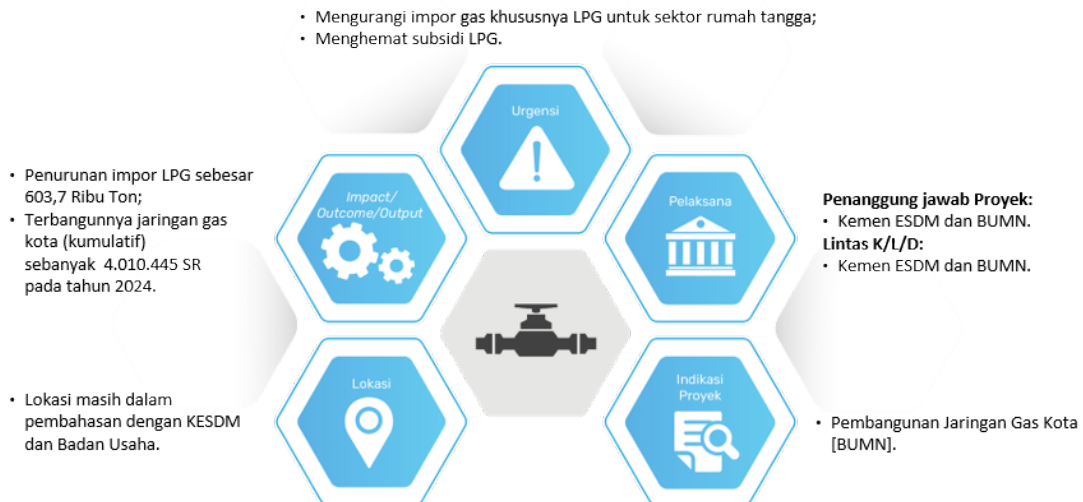 • Mengurangi impor gas khususnya LPG untuk sektor rumah tangga;
• Menghemat subsidi LPG.
Urgensi
• Penurunan impor LPG sebesar
603,7 Ribu Ton;
• Terbangunnya jaringan gas
kota (kumulatif)
sebanyak 4.010.445 SR
pada tahun 2024.
Impact/
Outcome/Output
Pelaksana
Penanggung jawab Proyek:
• Kemen ESDM dan BUMN.
Lintas K/L/D:
• Kemen ESDM dan BUMN.
• Lokasi masih dalam
pembahasan dengan KESDM
dan Badan Usaha.
Lokasi
Indikasi
Proyek
• Pembangunan Jaringan Gas Kota
[BUMN].